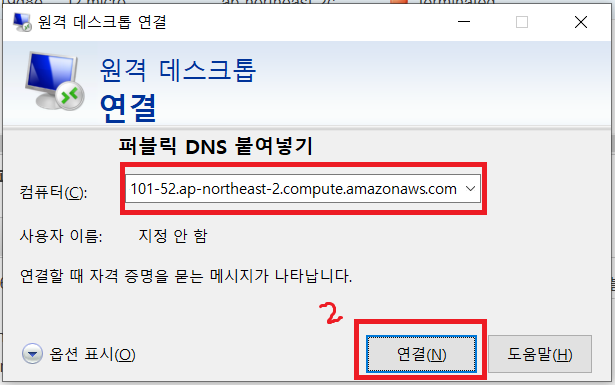 t2.micro
ap-northeast-2c
Terminated
원격 데스크톱 연결
원격 데스크톱
연결
퍼블릭 DNS 붙여넣기
컴퓨터(C):
101-52.ap-northeast-2.compute.amazonaws.com
사용자 이름: 지정 안 함
연결할 때 자격 증명을 묻는 메시지가 나타납니다.
2
옵션 표시(O)
연결(N)
도움말(H)